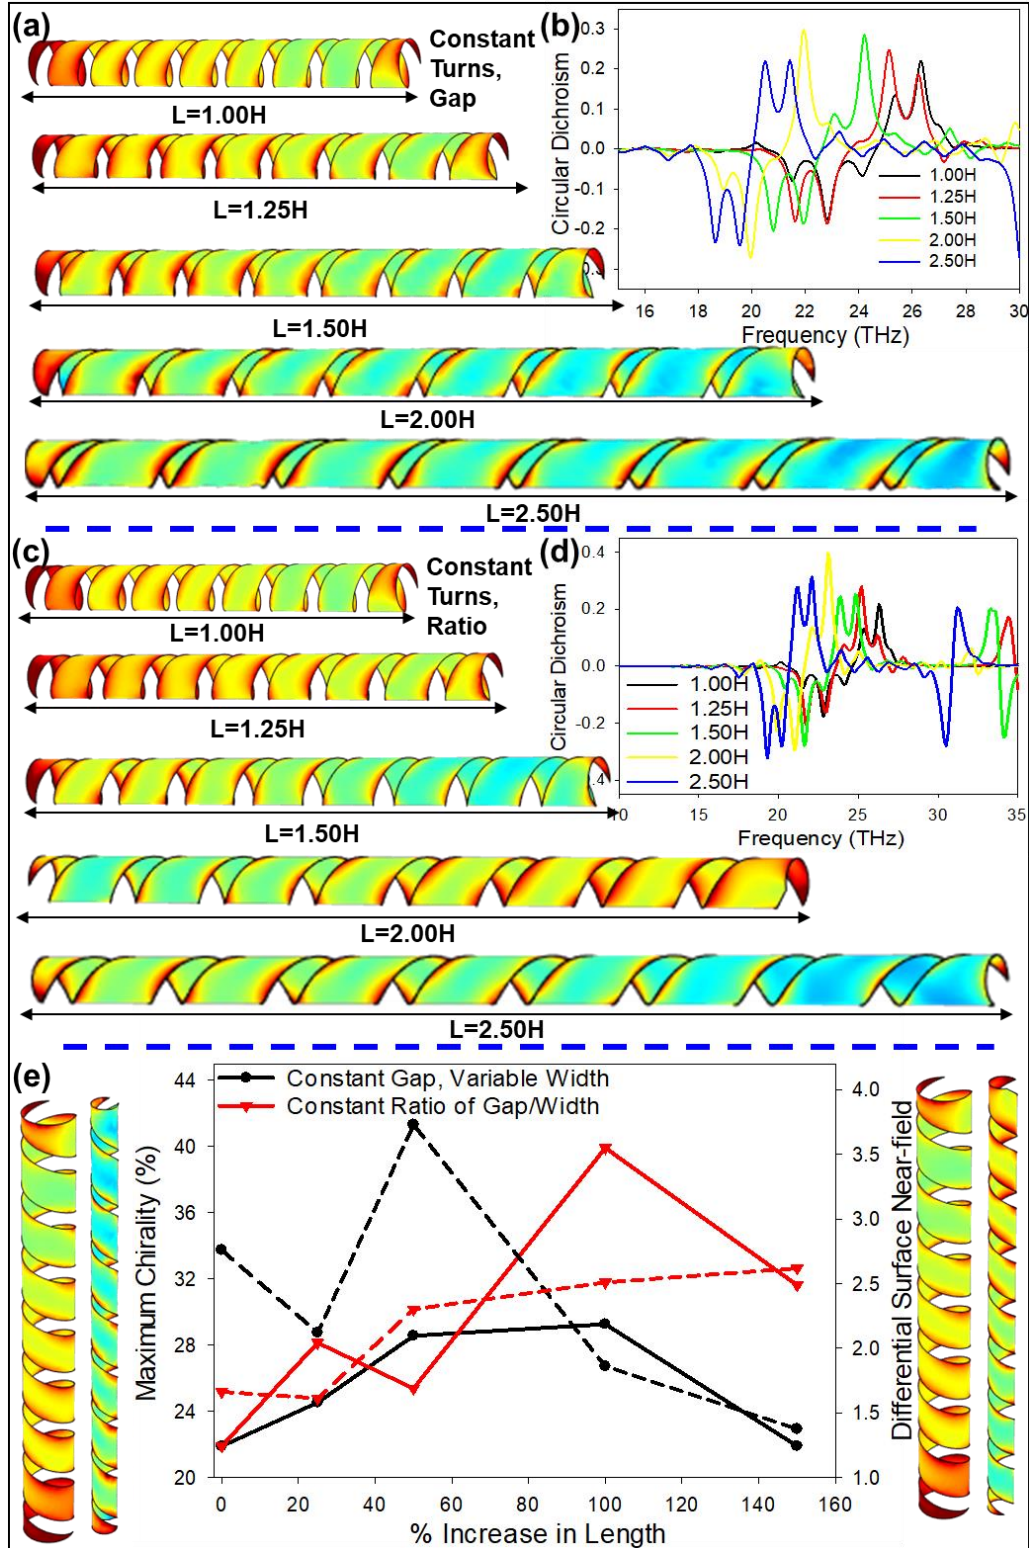 (a)
Constant
Turns,
Gap
L=1.00H
L=1.25H
L=1.50H
L=2.00H
L=2.50H
(b)
Circular Dichroism
0.3
0.2
0.1
0.0
-0.1
-0.2
0.3
1.00H
1.25H
1.50H
2.00H
2.50H
16 18 20 22 24 26 28 30
Frequency (THz)
(c)
Constant
Turns,
Ratio
L=1.00H
L=1.25H
L=1.50H
L=2.00H
L=2.50H
(d)
Circular Dichroism
0.4
0.2
0.0
-0.2
.4
1.00H
1.25H
1.50H
2.00H
2.50H
10 15 20 25 30 35
Frequency (THz)
(e)
Constant Gap, Variable Width
Constant Ratio of Gap/Width
Maximum Chirality (%)
44
40
36
32
28
24
20
Differential Surface Near-field
4.0
3.5
3.0
2.5
2.0
1.5
1.0
0 20 40 60 80 100 120 140 160
% Increase in Length